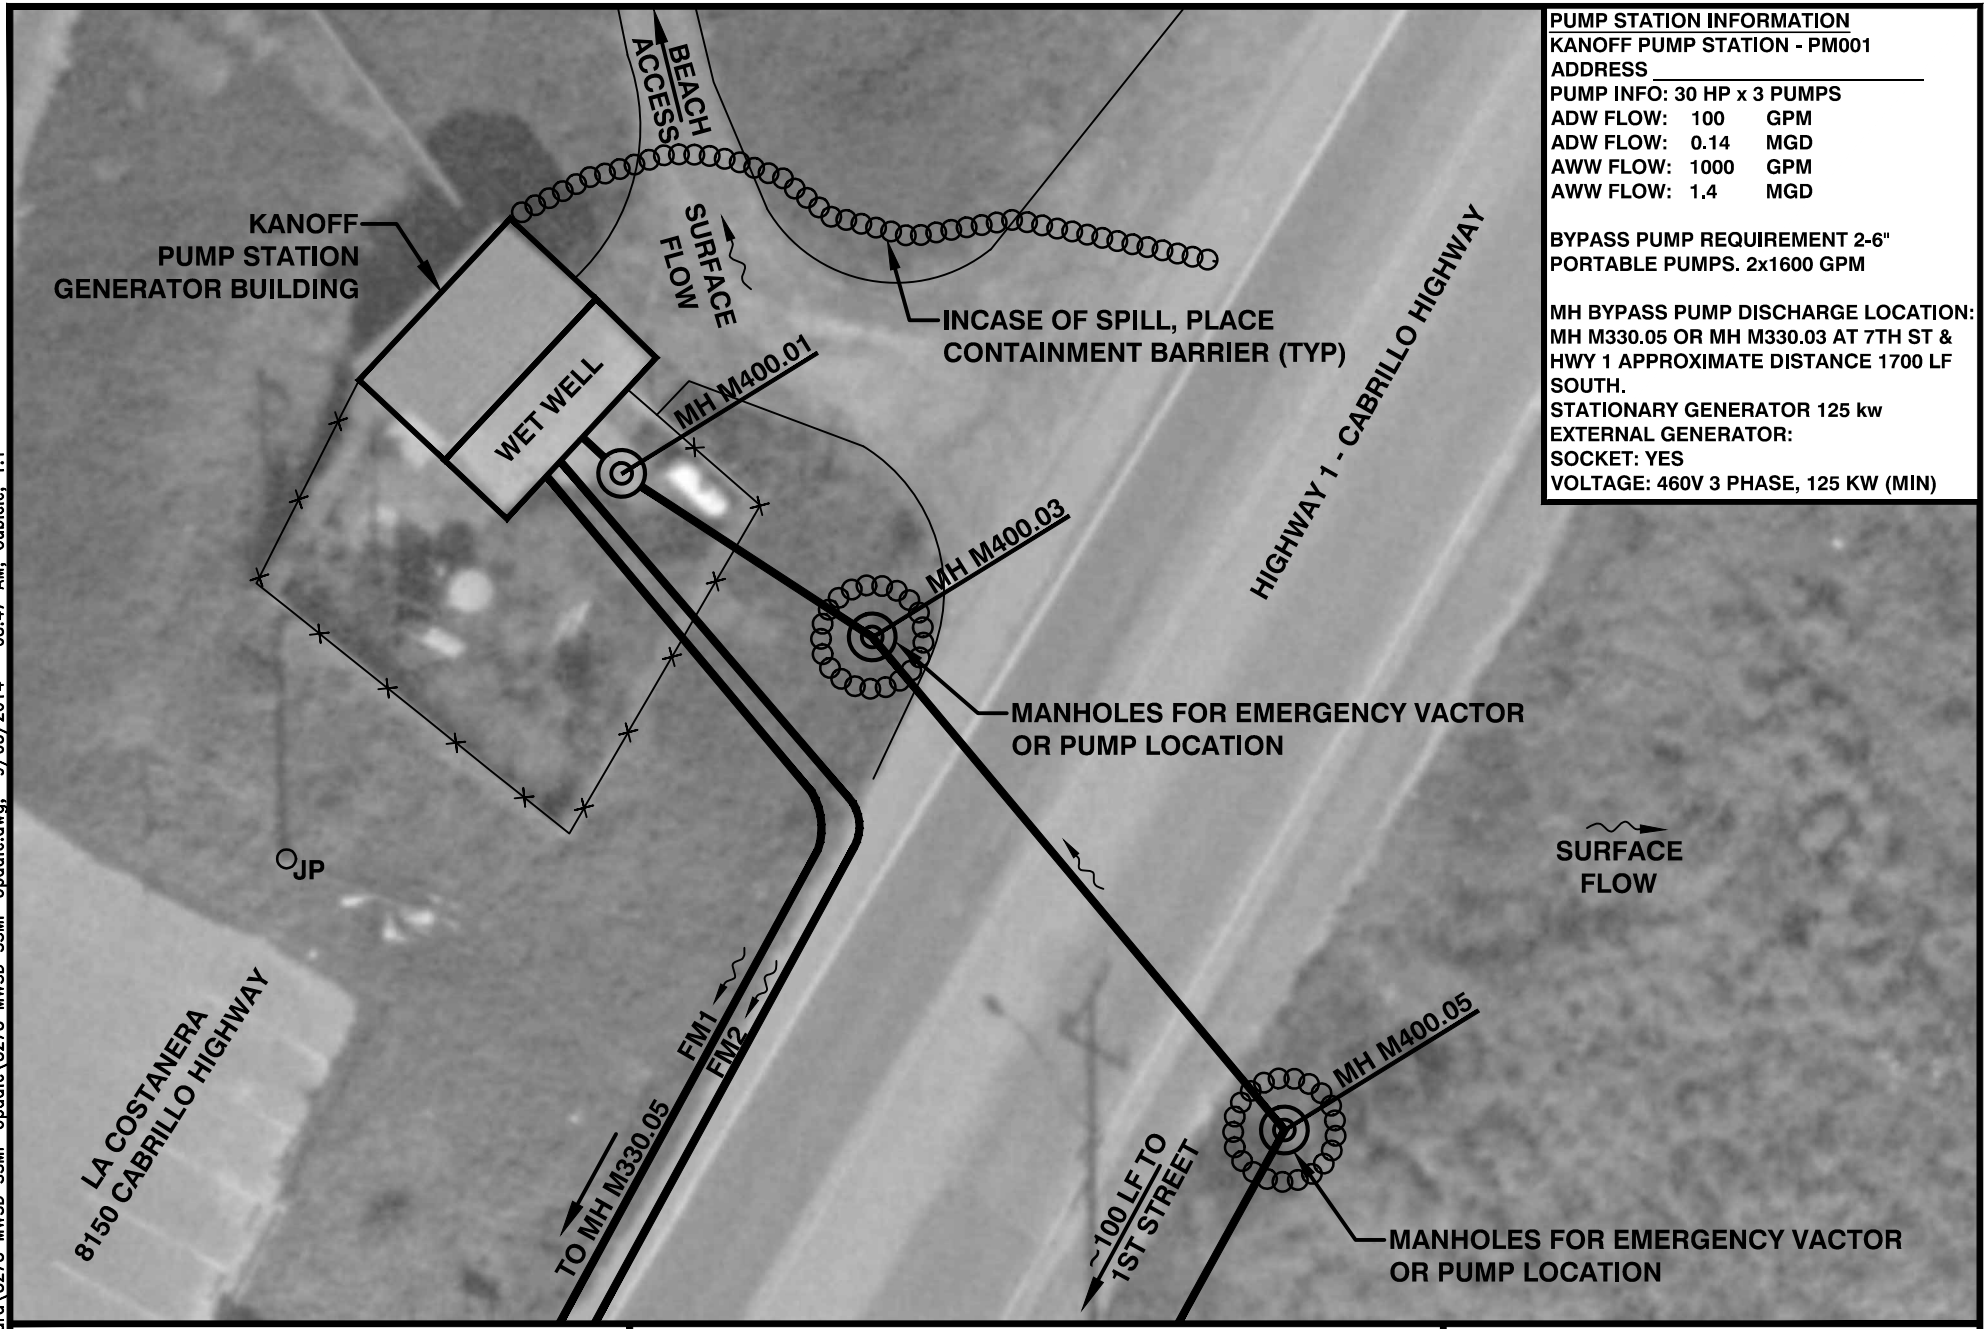 PUMP STATION INFORMATION
KANOFF PUMP STATION - PM001
ADDRESS
PUMP INFO: 30 HP x 3 PUMPS
ADW FLOW: 100 GPM
ADW FLOW: 0.14 MGD
AWW FLOW: 1000 GPM
AWW FLOW: 1.4 MGD
BYPASS PUMP REQUIREMENT 2-6"
PORTABLE PUMPS. 2x1600 GPM
MH BYPASS PUMP DISCHARGE LOCATION:
MH M330.05 OR MH M330.03 AT 7TH ST &
HWY 1 APPROXIMATE DISTANCE 1700 LF
SOUTH.
STATIONARY GENERATOR 125 kw
EXTERNAL GENERATOR:
SOCKET: YES
VOLTAGE: 460V 3 PHASE, 125 KW (MIN)
BEACH
ACCESS
KANOFF
PUMP STATION
GENERATOR BUILDING
SURFACE
FLOW
INCASE OF SPILL, PLACE
CONTAINMENT BARRIER (TYP)
HIGHWAY 1 - CABRILLO HIGHWAY
WET WELL
MH M400.01
MH M400.03
MANHOLES FOR EMERGENCY VACTOR
OR PUMP LOCATION
SURFACE
FLOW
JP
FM1
FM2
LA COSTANERA
8150 CABRILLO HIGHWAY
TO MH M330.05
MH M400.05
~100 LF TO
1ST STREET
MANHOLES FOR EMERGENCY VACTOR
OR PUMP LOCATION